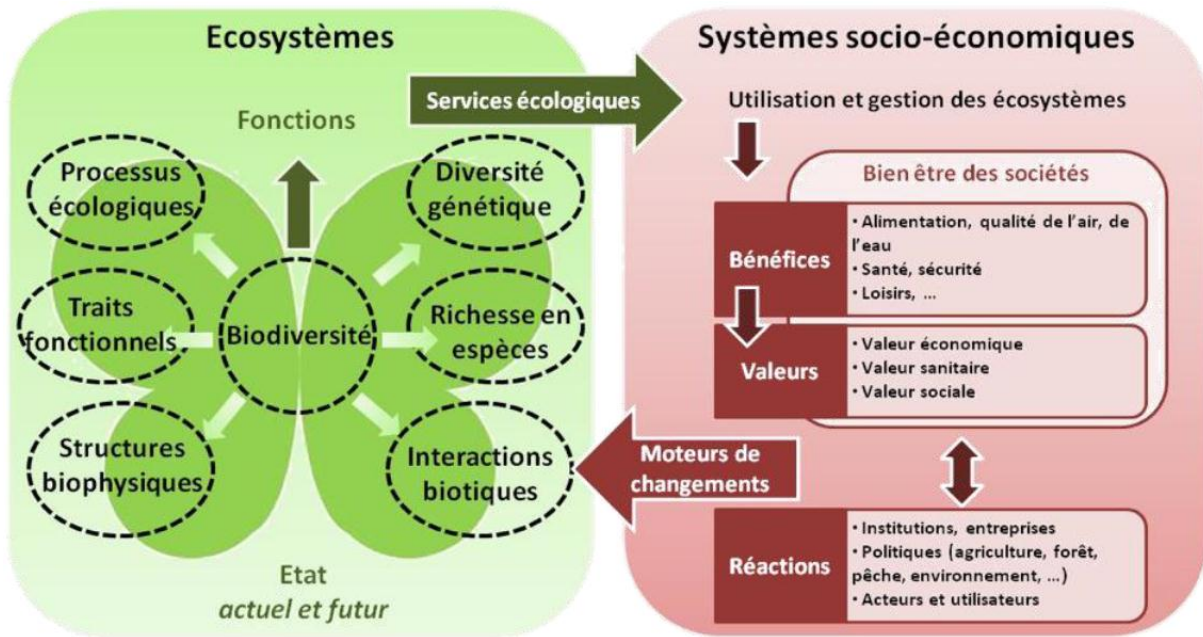 Ecosystèmes
Fonctions
Processus
écologiques
Diversité
génétique
Traits
fonctionnels
Biodiversité
Richesse en
espèces
Structures
biophysiques
Interactions
biotiques
Etat
actuel et futur
Services écologiques
Moteurs de
changements
Systèmes socio-économiques
Utilisation et gestion des écosystèmes
Bien être des sociétés
Bénéfices
• Alimentation, qualité de l'air, de
l'eau
• Santé, sécurité
• Loisirs, ...
Valeurs
• Valeur économique
• Valeur sanitaire
• Valeur sociale
Réactions
• Institutions, entreprises
• Politiques (agriculture, forêt,
pêche, environnement, ...)
• Acteurs et utilisateurs